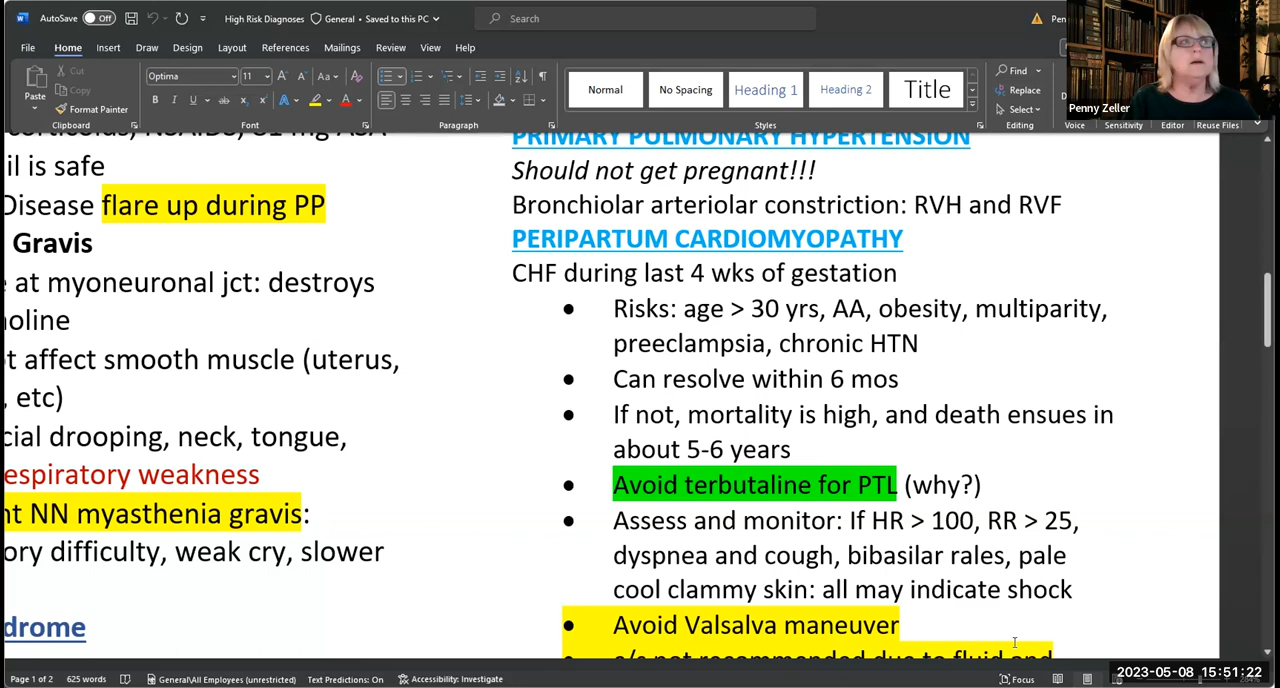 AutoSave Off High Risk Diagnoses General • Saved to this PC Search Pen
File Home Insert Draw Design Layout References Mailings Review View Help
Paste Cut Copy Format Painter Clipboard
Optima 11 Font
Paragraph
Normal No Spacing Heading 1 Heading 2 Title Styles
Find Replace Select Editing
Voice Sensitivity Editor Reuse Files
Penny Zeller
il is safe
Disease flare up during PP
Gravis
e at myoneuronal jct: destroys
holine
t affect smooth muscle (uterus,
, etc)
cial drooping, neck, tongue,
espiratory weakness
nt NN myasthenia gravis:
ory difficulty, weak cry, slower
drome
PRIMARY PULMONARY HYPERTENSION
Should not get pregnant!!!
Bronchiolar arteriolar constriction: RVH and RVF
PERIPARTUM CARDIOMYOPATHY
CHF during last 4 wks of gestation
• Risks: age > 30 yrs, AA, obesity, multiparity,
preeclampsia, chronic HTN
• Can resolve within 6 mos
• If not, mortality is high, and death ensues in
about 5-6 years
• Avoid terbutaline for PTL (why?)
• Assess and monitor: If HR > 100, RR > 25,
dyspnea and cough, bibasilar rales, pale
cool clammy skin: all may indicate shock
• Avoid Valsalva maneuver
• c/s not recommended due to fluid and
Page 1 of 2 625 words General\All Employees (unrestricted) Text Predictions: On Accessibility: Investigate Focus
2023-05-08 15:51:22